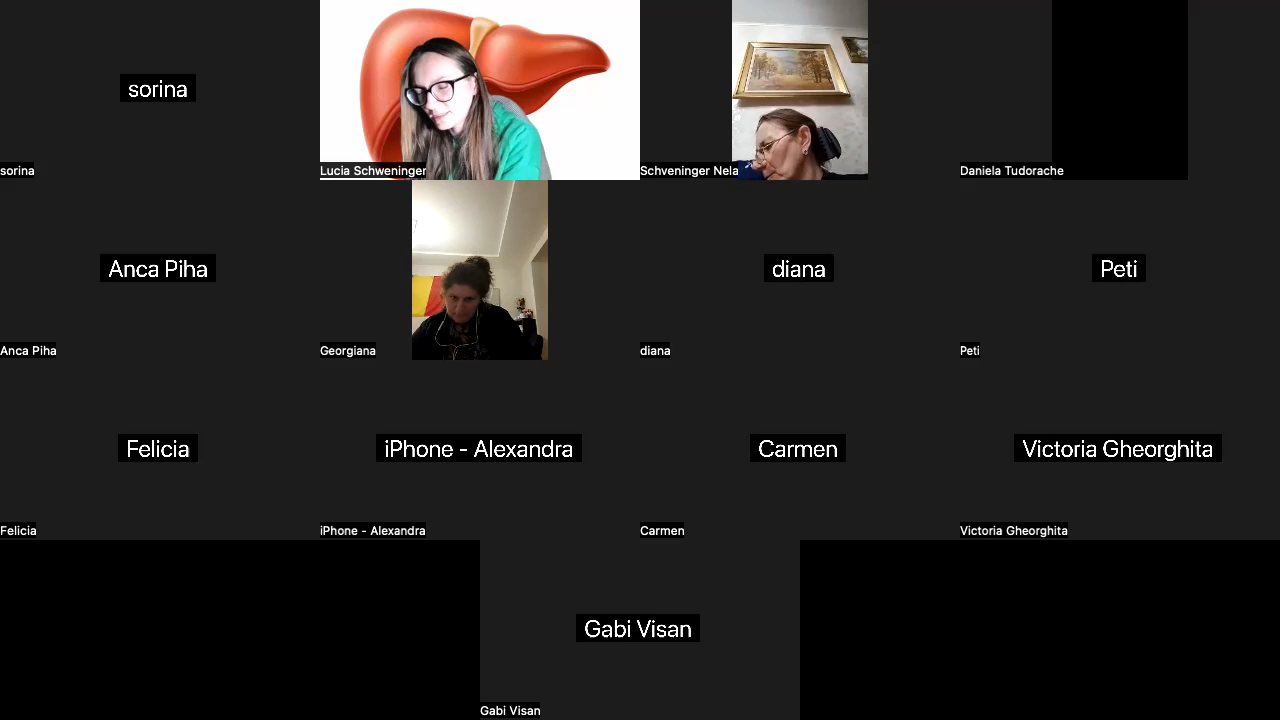 sorina
sorina
Lucia Schweninger
Schveninger Nela
Daniela Tudorache
Anca Piha
Anca Piha
Georgiana
diana
diana
Peti
Peti
Felicia
Felicia
iPhone - Alexandra
iPhone - Alexandra
Carmen
Carmen
Victoria Gheorghita
Victoria Gheorghita
Gabi Visan
Gabi Visan